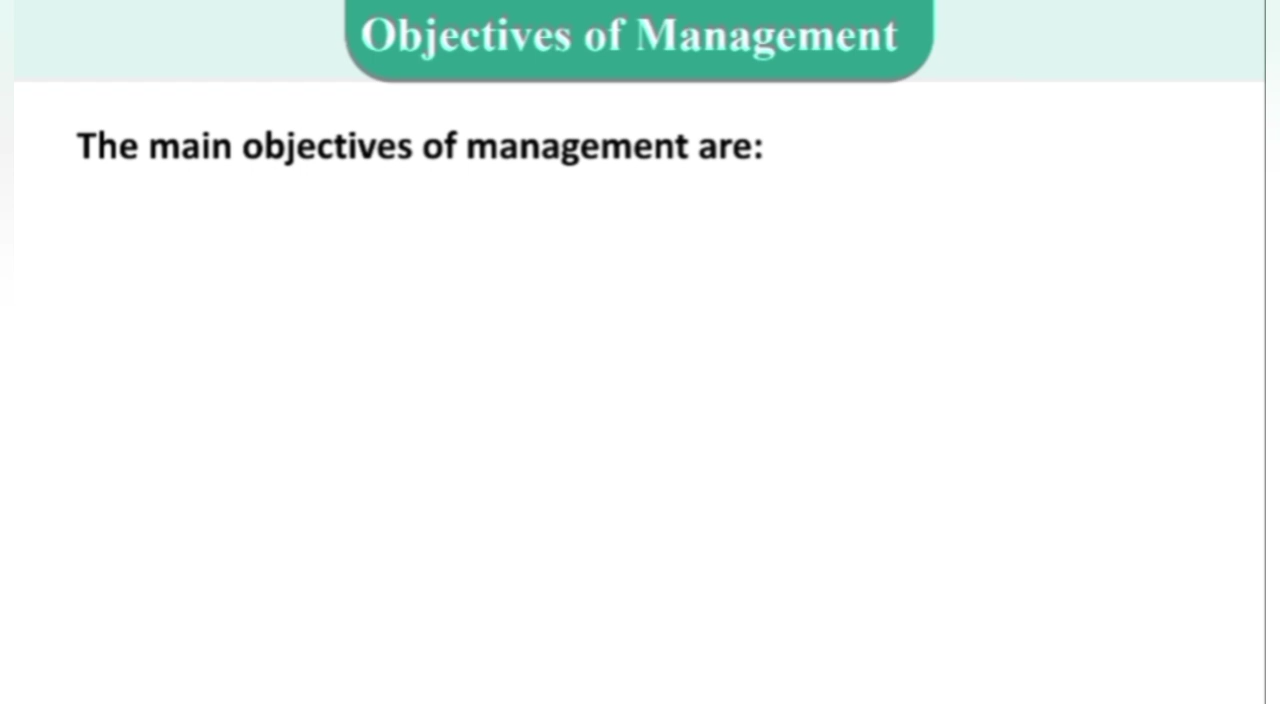 Objectives of Management
The main objectives of management are: